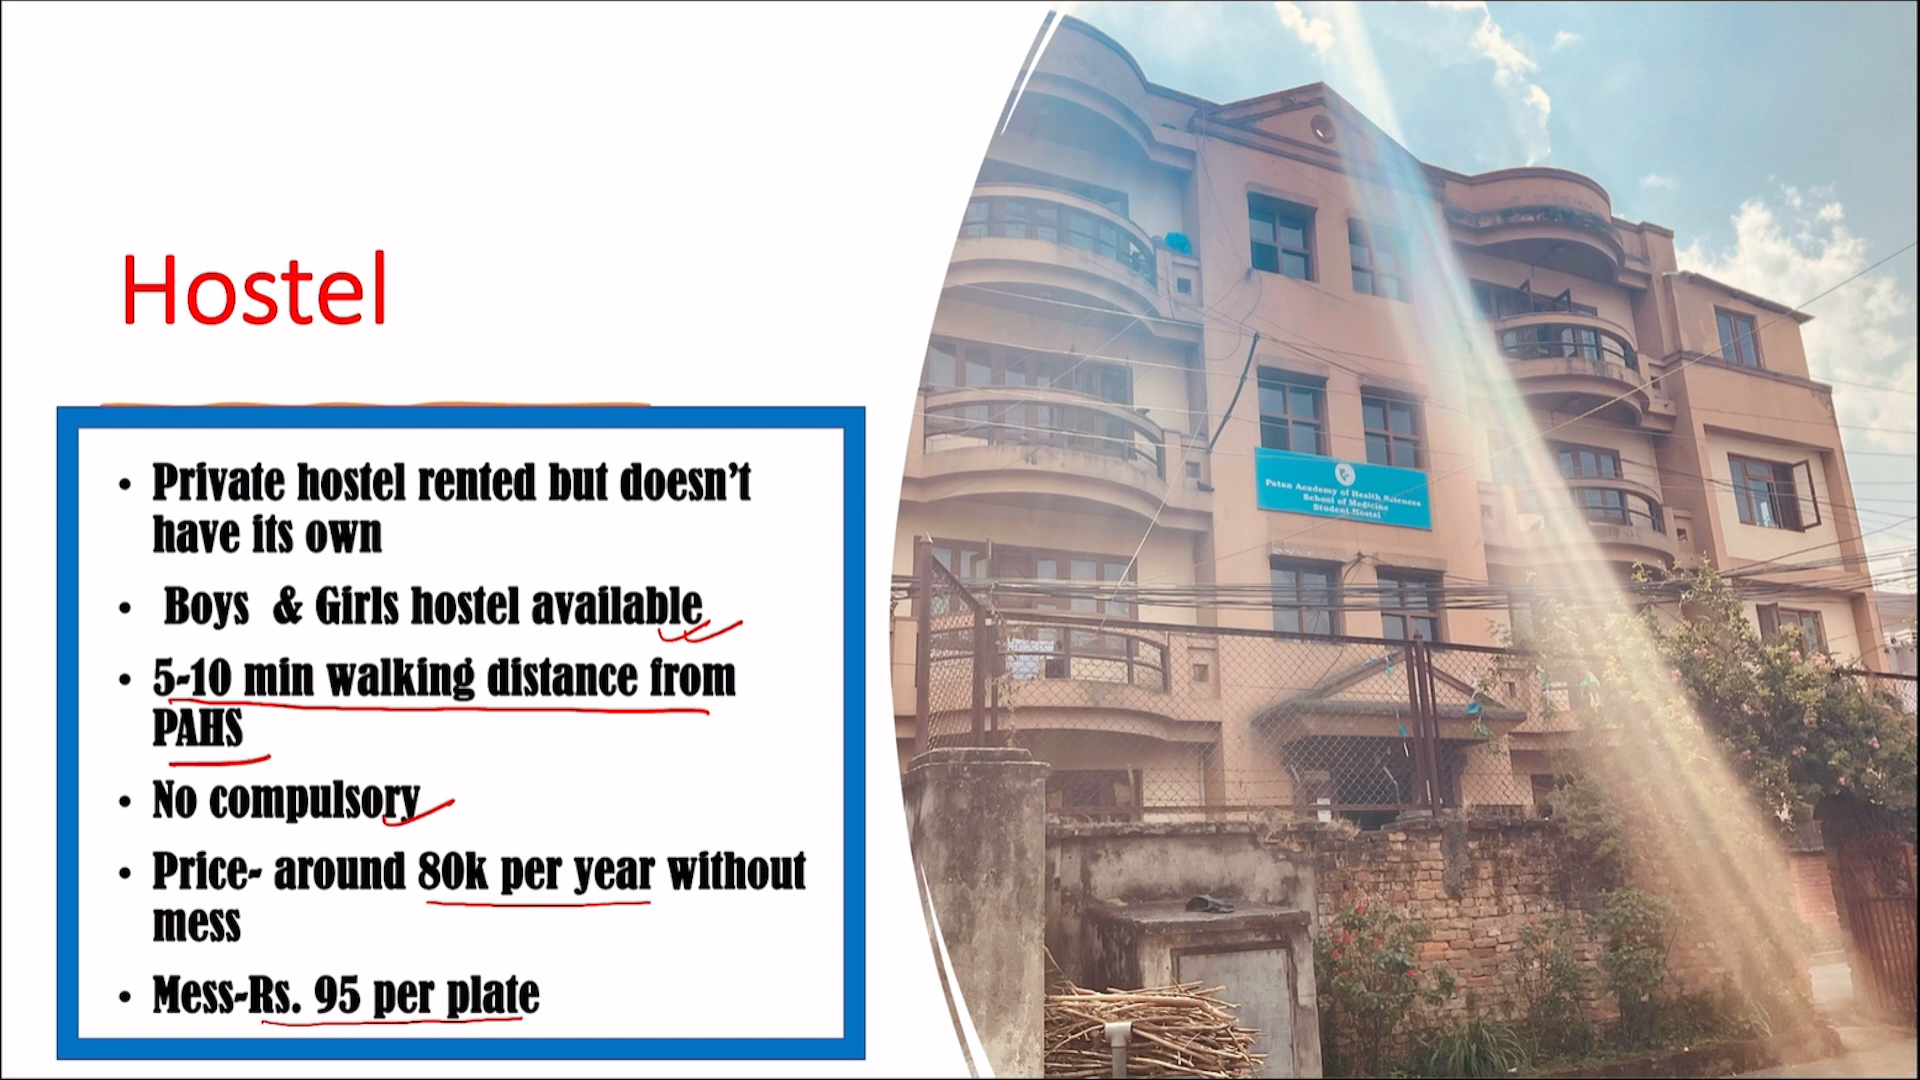 Hostel
• Private hostel rented but doesn't
have its own
• Boys & Girls hostel available
• 5-10 min walking distance from
PAHS
• No compulsory
• Price- around 80k per year without
mess
• Mess-Rs. 95 per plate
Patan Academy of Health Sciences
School of Medicine
Student Hostel